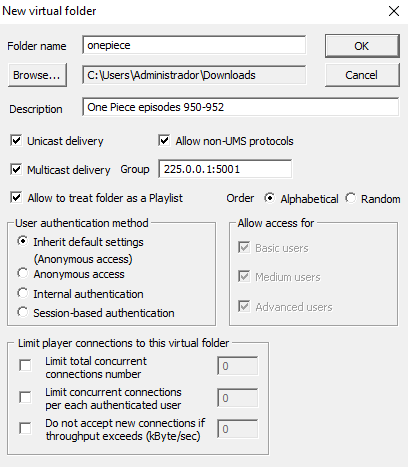 New virtual folder
Folder name onepiece OK
Browse... C:\Users\Administrador\Downloads Cancel
Description One Piece episodes 950-952
Unicast delivery Allow non-UMS protocols
Multicast delivery Group 225.0.0.1:5001
Allow to treat folder as a Playlist Order Alphabetical Random
User authentication method Allow access for
Inherit default settings
(Anonymous access)
Anonymous access
Internal authentication
Session-based authentication
Basic users
Medium users
Advanced users
Limit player connections to this virtual folder
Limit total concurrent
connections number 0
Limit concurrent connections
per each authenticated user 0
Do not accept new connections if
throughput exceeds (kByte/sec) 0